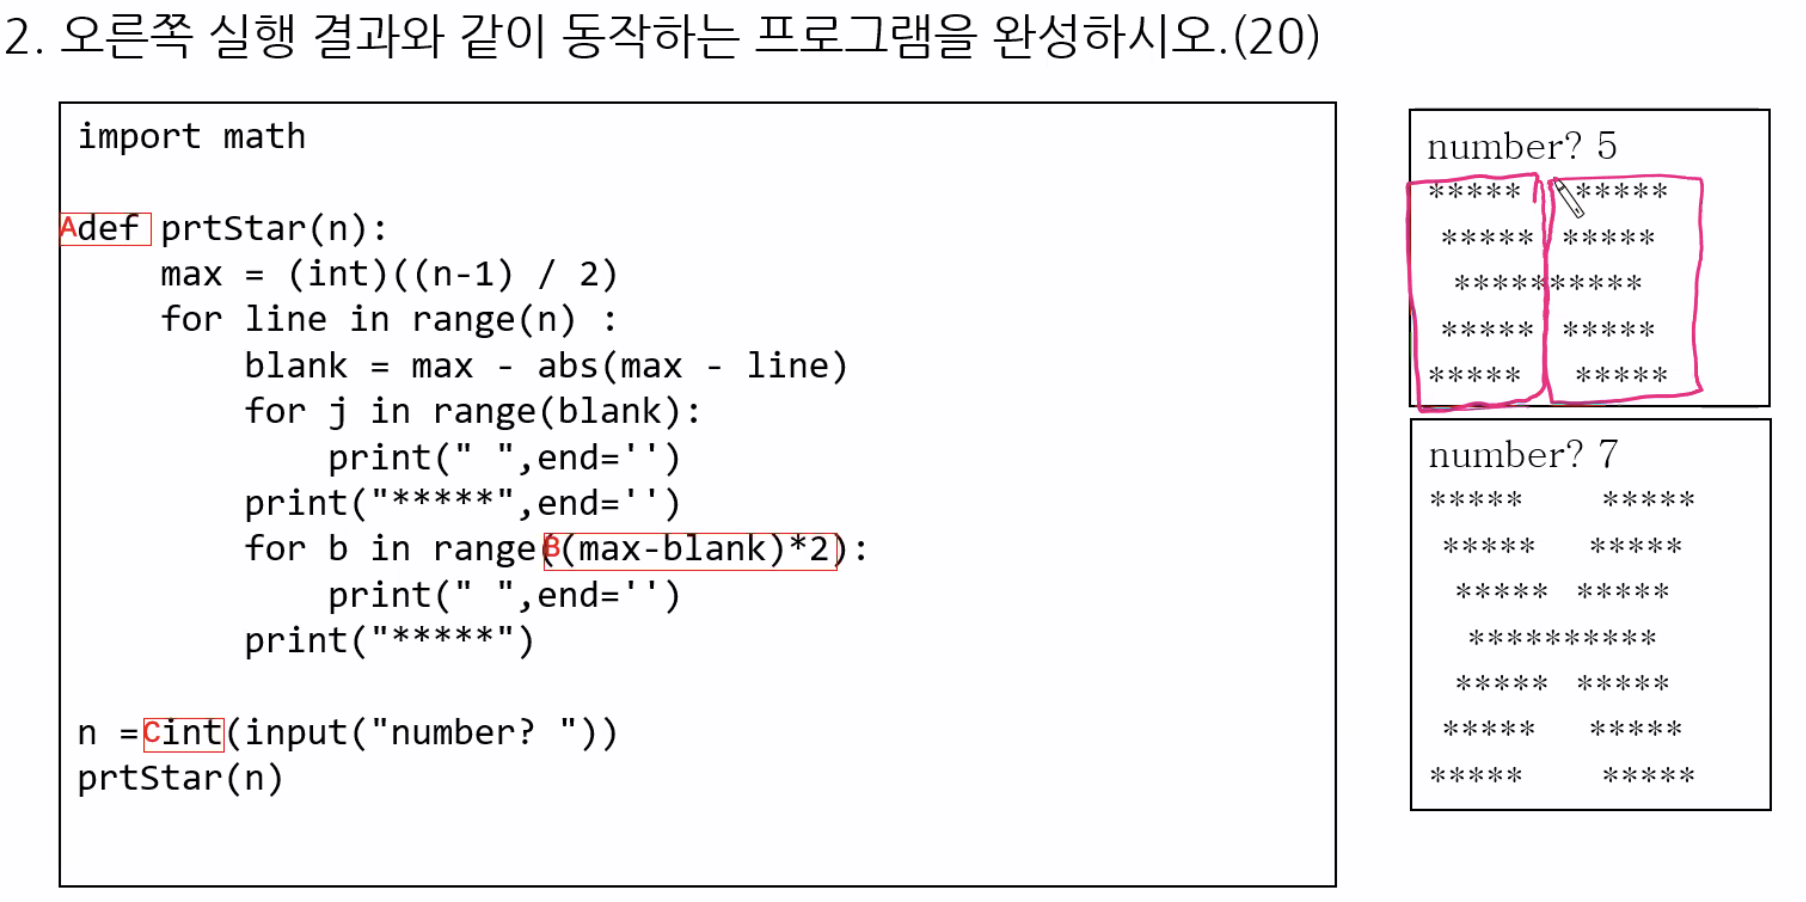 2. 오른쪽 실행 결과와 같이 동작하는 프로그램을 완성하시오.(20)
import math
A def prtStar(n):
    max = (int)((n-1) / 2)
    for line in range(n) :
        blank = max - abs(max - line)
        for j in range(blank):
            print(" ",end='')
        print("*****",end='')
        for b in range(B(max-blank)*2):
            print(" ",end='')
        print("*****")
n = C int(input("number? "))
prtStar(n)
number? 5
*****    *****
 *****  *****
  **********
 *****  *****
*****    *****
number? 7
*****      *****
 *****    *****
  *****  *****
   **********
  *****  *****
 *****    *****
*****      *****